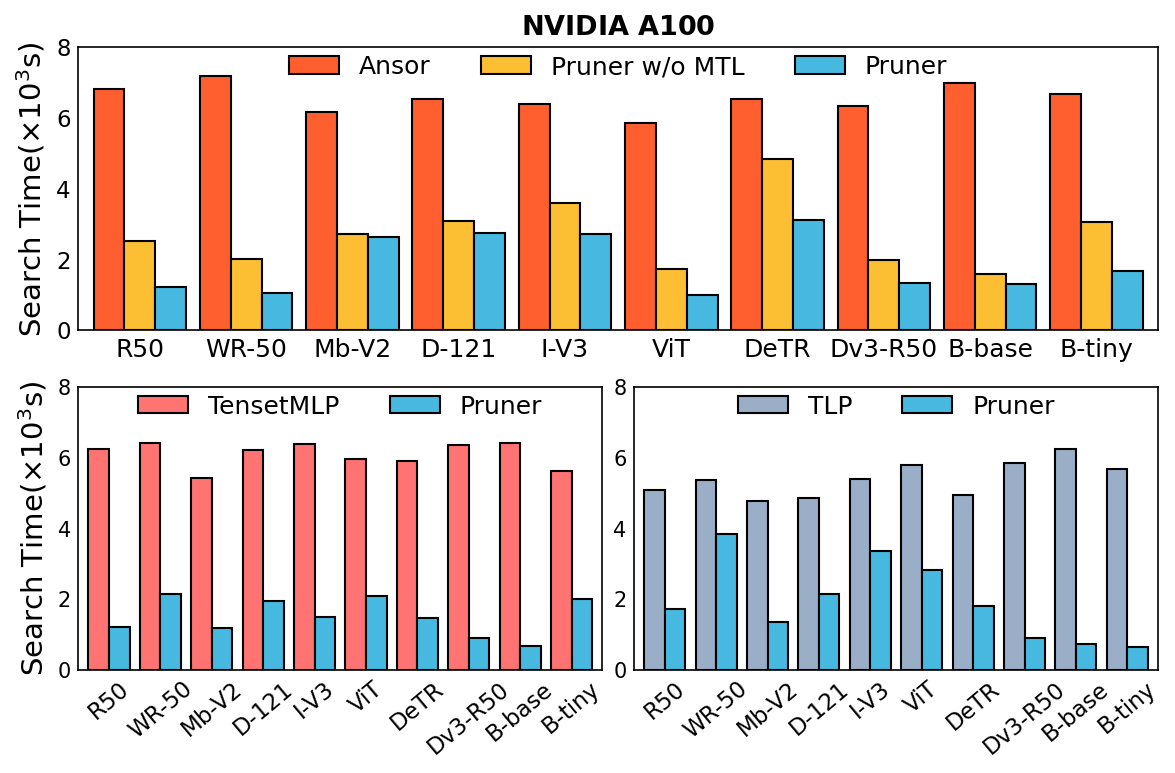 NVIDIA A100
Search Time(×10³s)
8
6
4
2
0
Ansor Pruner w/o MTL Pruner
R50 WR-50 Mb-V2 D-121 I-V3 ViT DeTR Dv3-R50 B-base B-tiny
Search Time(×10³s)
8
6
4
2
0
TensetMLP Pruner
R50 WR-50 Mb-V2 D-121 I-V3 ViT DeTR Dv3-R50 B-base B-tiny
8
6
4
2
0
TLP Pruner
R50 WR-50 Mb-V2 D-121 I-V3 ViT DeTR Dv3-R50 B-base B-tiny